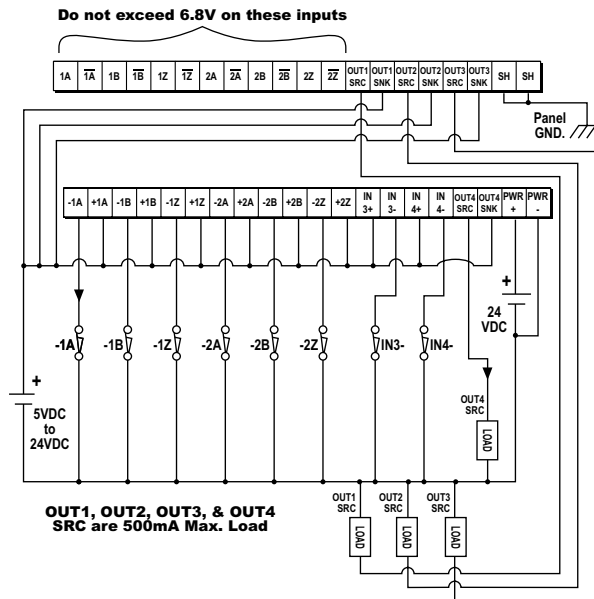 Do not exceed 6.8V on these inputs
1A 1A 1B 1B 1Z 1Z 2A 2A 2B 2B 2Z 2Z OUT1 SRC OUT1 SNK OUT2 SRC OUT2 SNK OUT3 SRC OUT3 SNK SH SH
Panel
GND.
-1A +1A -1B +1B -1Z +1Z -2A +2A -2B +2B -2Z +2Z IN 3+ IN 3- IN 4+ IN 4- OUT4 SRC OUT4 SNK PWR + PWR -
+
24
VDC
-1A -1B -1Z -2A -2B -2Z IN3- IN4-
+
5VDC
to
24VDC
OUT4
SRC
LOAD
OUT1, OUT2, OUT3, & OUT4
SRC are 500mA Max. Load
OUT1
SRC
OUT2
SRC
OUT3
SRC
LOAD LOAD LOAD